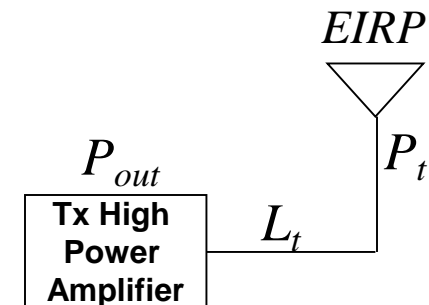 EIRP
P_t
P_out
L_t
Tx High
Power
Amplifier